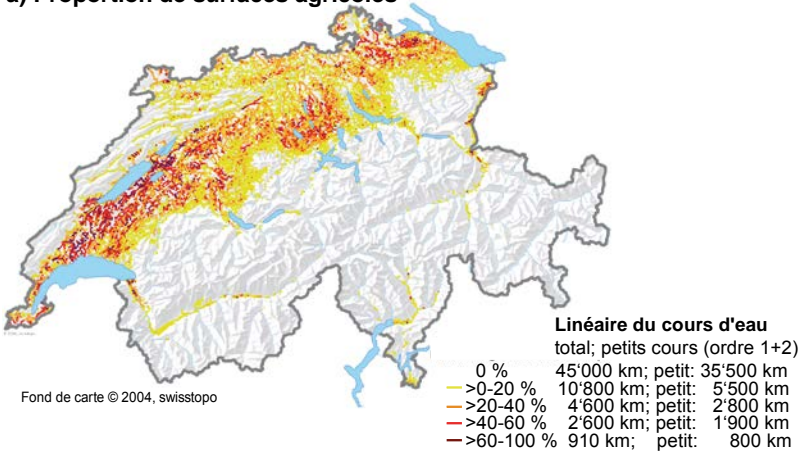 a) Proportion de surfaces agricoles
Linéaire du cours d'eau
total; petits cours (ordre 1+2)
0 % 45‘000 km; petit: 35‘500 km
>0-20 % 10‘800 km; petit: 5‘500 km
>20-40 % 4‘600 km; petit: 2‘800 km
>40-60 % 2‘600 km; petit: 1‘900 km
>60-100 % 910 km; petit: 800 km
Fond de carte © 2004, swisstopo